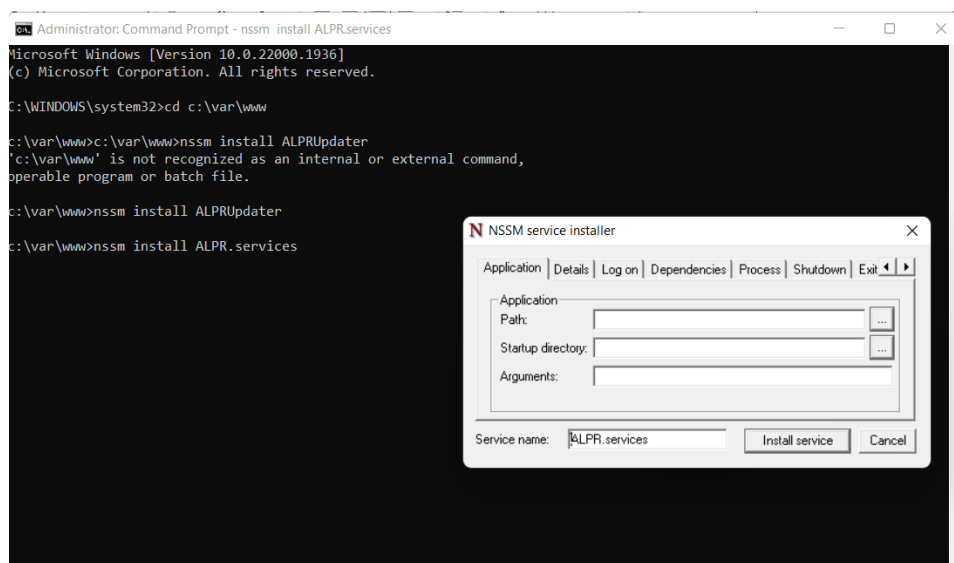 Administrator: Command Prompt - nssm install ALPR.services
Microsoft Windows [Version 10.0.22000.1936]
(c) Microsoft Corporation. All rights reserved.
C:\WINDOWS\system32>cd c:\var\www
c:\var\www>c:\var\www>nssm install ALPRUpdater
'c:\var\www' is not recognized as an internal or external command,
operable program or batch file.
c:\var\www>nssm install ALPRUpdater
c:\var\www>nssm install ALPR.services
N NSSM service installer
Application Details Log on Dependencies Process Shutdown Exit
Application
Path: ...
Startup directory: ...
Arguments:
Service name: ALPR.services Install service Cancel